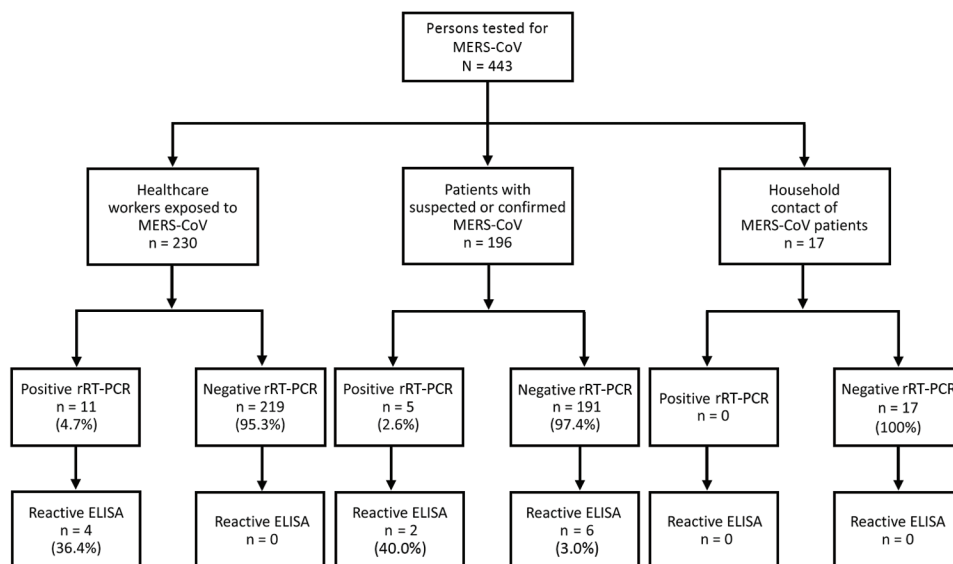 Persons tested for
MERS-CoV
N = 443
Healthcare
workers exposed to
MERS-CoV
n = 230
Patients with
suspected or confirmed
MERS-CoV
n = 196
Household
contact of
MERS-CoV patients
n = 17
Positive rRT-PCR
n = 11
(4.7%)
Negative rRT-PCR
n = 219
(95.3%)
Positive rRT-PCR
n = 5
(2.6%)
Negative rRT-PCR
n = 191
(97.4%)
Positive rRT-PCR
n = 0
Negative rRT-PCR
n = 17
(100%)
Reactive ELISA
n = 4
(36.4%)
Reactive ELISA
n = 0
Reactive ELISA
n = 2
(40.0%)
Reactive ELISA
n = 6
(3.0%)
Reactive ELISA
n = 0
Reactive ELISA
n = 0